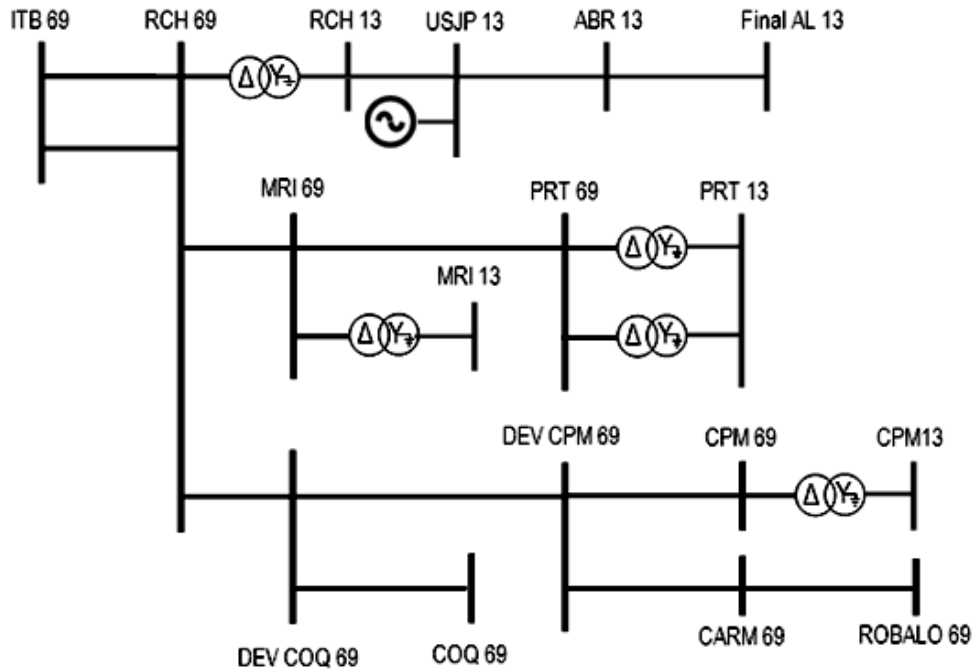 ITB 69
RCH 69
RCH 13
USJP 13
ABR 13
Final AL 13
Δ
Y
MRI 69
PRT 69
PRT 13
Δ
Y
MRI 13
Δ
Y
Δ
Y
DEV CPM 69
CPM 69
CPM13
Δ
Y
DEV COQ 69
COQ 69
CARM 69
ROBALO 69